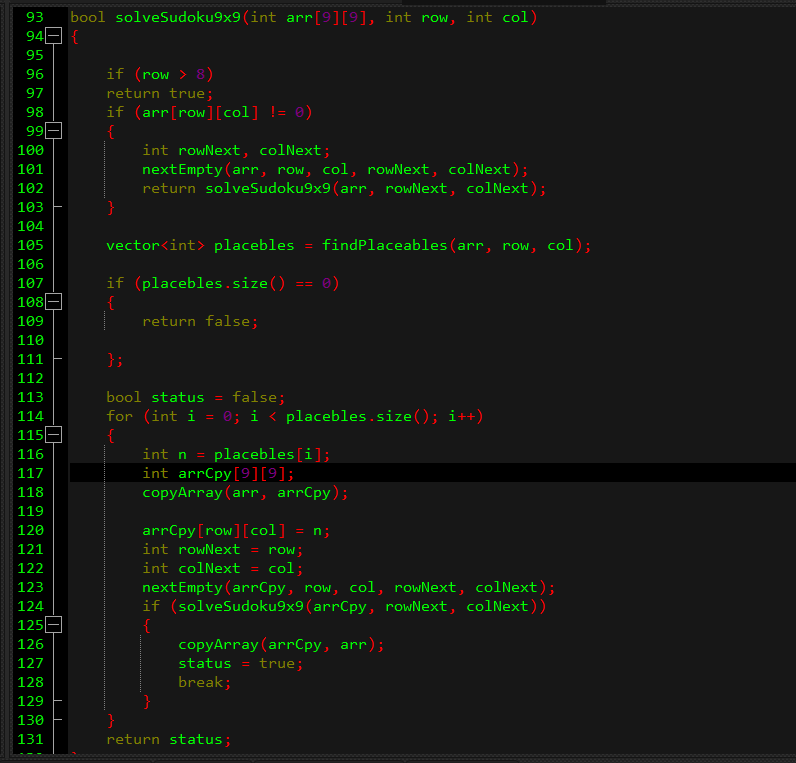 93 bool solveSudoku9x9(int arr[9][9], int row, int col)
94 {
95
96 if (row > 8)
97 return true;
98 if (arr[row][col] != 0)
99 {
100 int rowNext, colNext;
101 nextEmpty(arr, row, col, rowNext, colNext);
102 return solveSudoku9x9(arr, rowNext, colNext);
103 }
104
105 vector<int> placebles = findPlaceables(arr, row, col);
106
107 if (placebles.size() == 0)
108 {
109 return false;
110
111 };
112
113 bool status = false;
114 for (int i = 0; i < placebles.size(); i++)
115 {
116 int n = placebles[i];
117 int arrCpy[9][9];
118 copyArray(arr, arrCpy);
119
120 arrCpy[row][col] = n;
121 int rowNext = row;
122 int colNext = col;
123 nextEmpty(arrCpy, row, col, rowNext, colNext);
124 if (solveSudoku9x9(arrCpy, rowNext, colNext))
125 {
126 copyArray(arrCpy, arr);
127 status = true;
128 break;
129 }
130 }
131 return status;